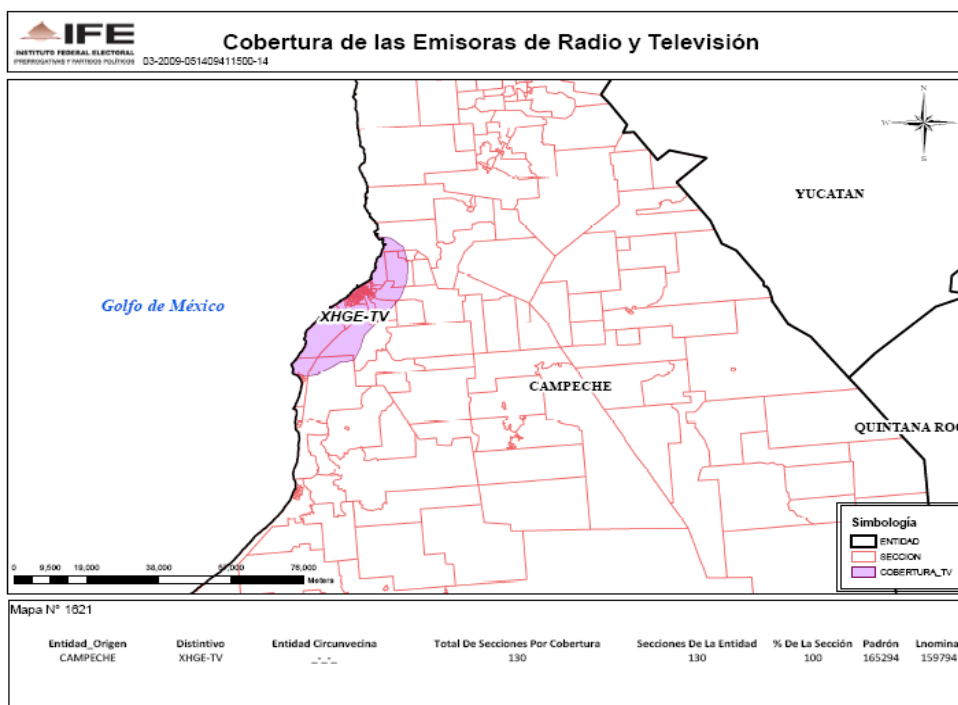 IFE
INSTITUTO FEDERAL ELECTORAL
PRERROGATIVAS Y PARTIDOS POLÍTICOS
03-2009-051409411500-14
Cobertura de las Emisoras de Radio y Televisión
N
W
S
YUCATAN
Golfo de México
XHGE-TV
CAMPECHE
QUINTANA ROO
Simbología
ENTIDAD
SECCION
COBERTURA_TV
0 9,500 19,000 38,000 57,000 76,000
Meters
Mapa N° 1621
Entidad_Origen Distintivo Entidad Circunvecina Total De Secciones Por Cobertura Secciones De La Entidad % De La Sección Padrón Lnomina
CAMPECHE XHGE-TV _-_-_ 130 130 100 165294 159794